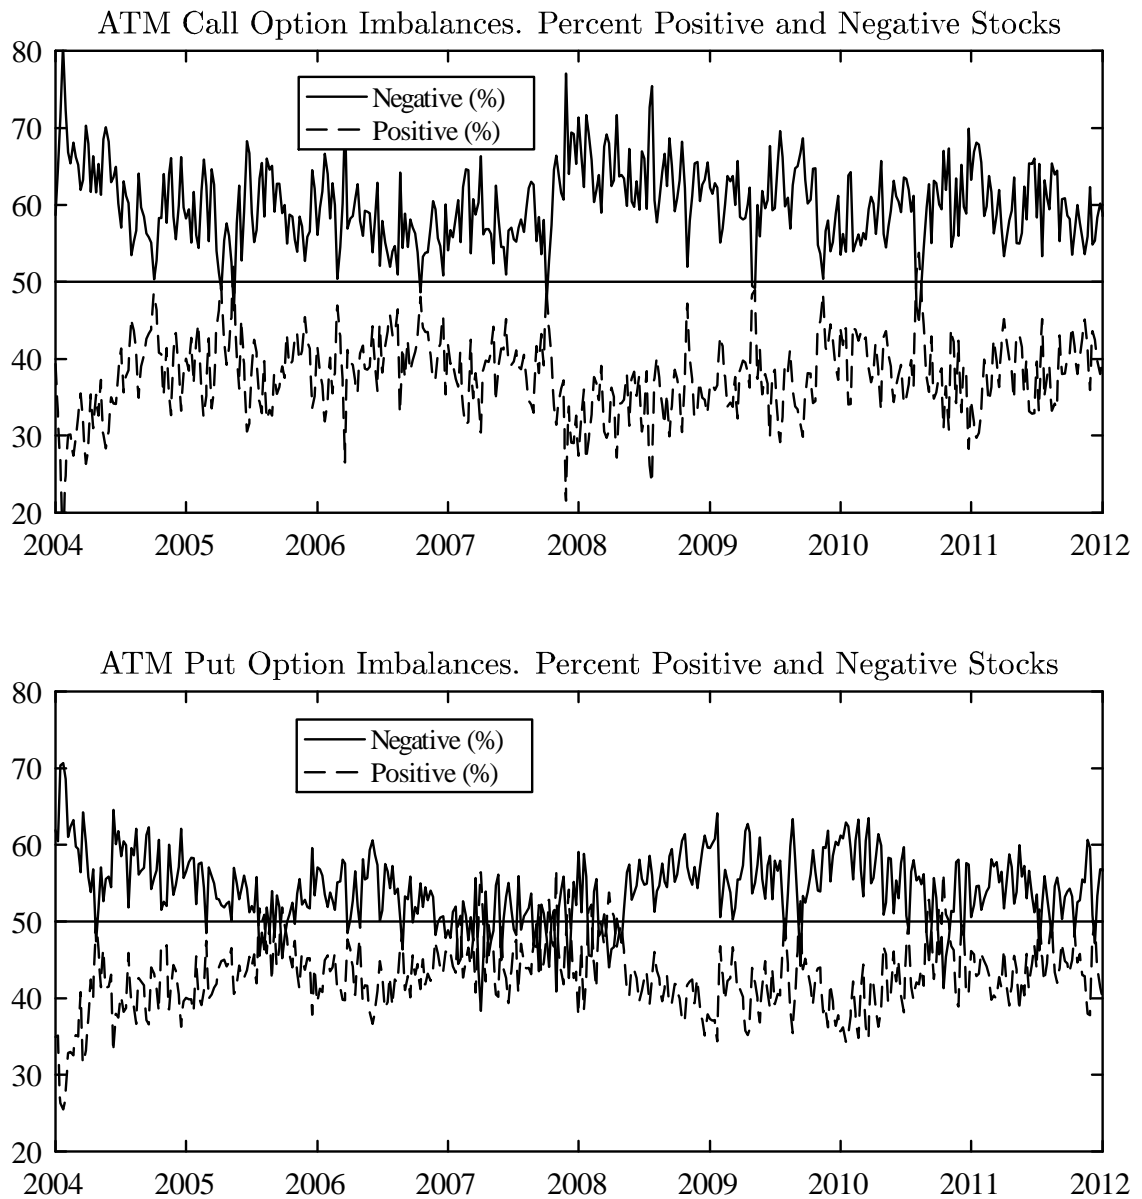 ATM Call Option Imbalances. Percent Positive and Negative Stocks
80
70
60
50
40
30
20
Negative (%)
Positive (%)
2004 2005 2006 2007 2008 2009 2010 2011 2012
ATM Put Option Imbalances. Percent Positive and Negative Stocks
80
70
60
50
40
30
20
Negative (%)
Positive (%)
2004 2005 2006 2007 2008 2009 2010 2011 2012